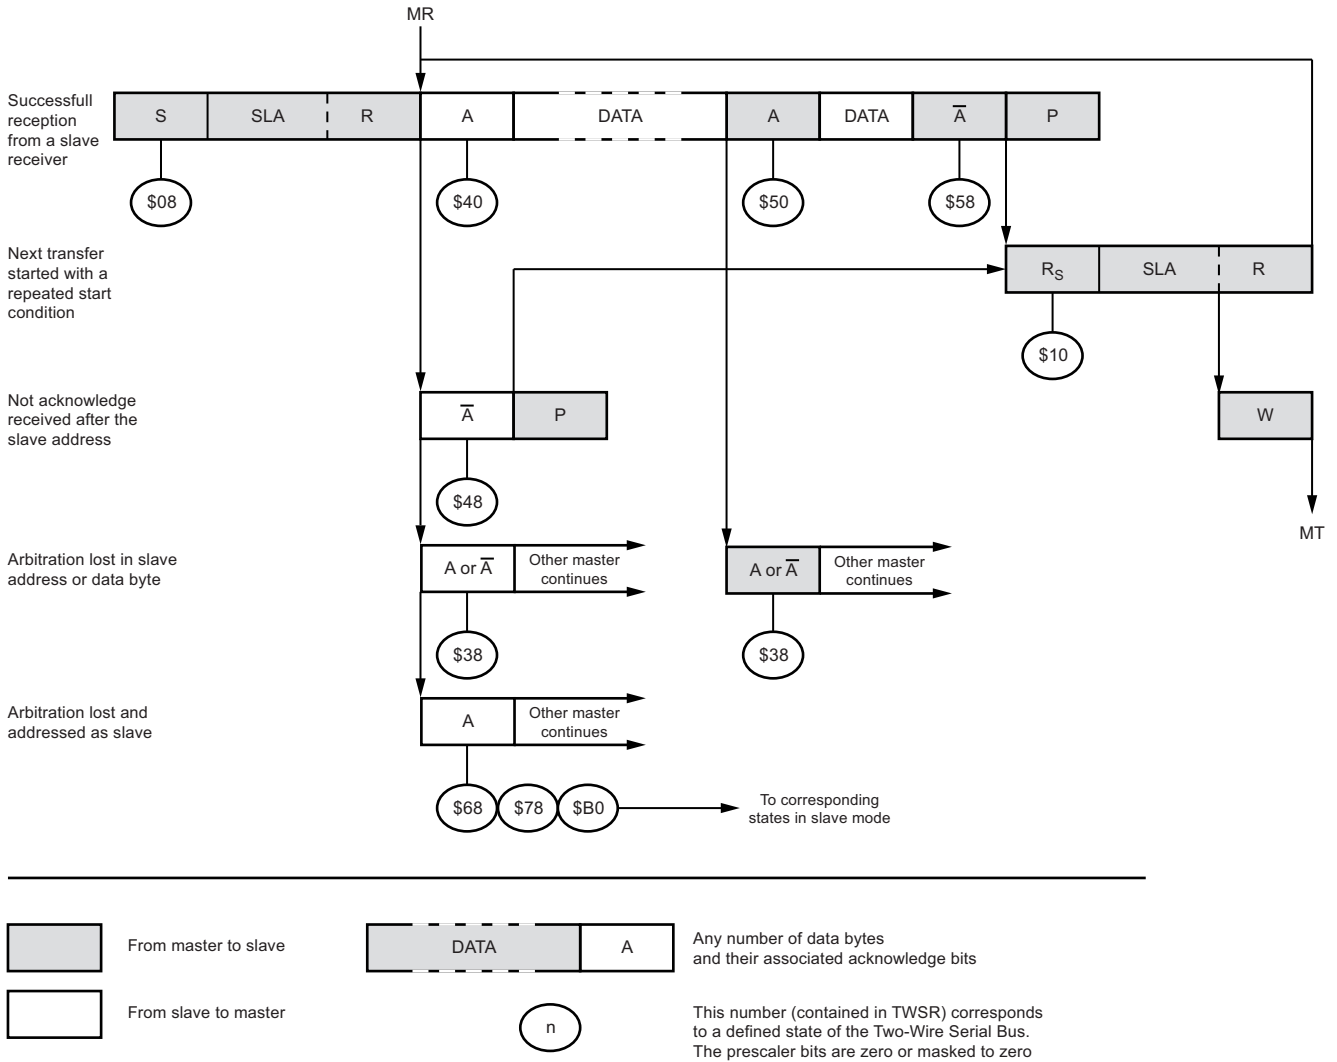 MR
Successfull
reception
from a slave
receiver
S
SLA
R
A
DATA
A
DATA
A̅
P
$08
$40
$50
$58
Next transfer
started with a
repeated start
condition
RS
SLA
R
$10
Not acknowledge
received after the
slave address
A̅
P
W
$48
MT
Arbitration lost in slave
address or data byte
A or A̅
Other master
continues
A or A̅
Other master
continues
$38
$38
Arbitration lost and
addressed as slave
A
Other master
continues
$68
$78
$B0
To corresponding
states in slave mode
From master to slave
DATA
A
Any number of data bytes
and their associated acknowledge bits
From slave to master
n
This number (contained in TWSR) corresponds
to a defined state of the Two-Wire Serial Bus.
The prescaler bits are zero or masked to zero